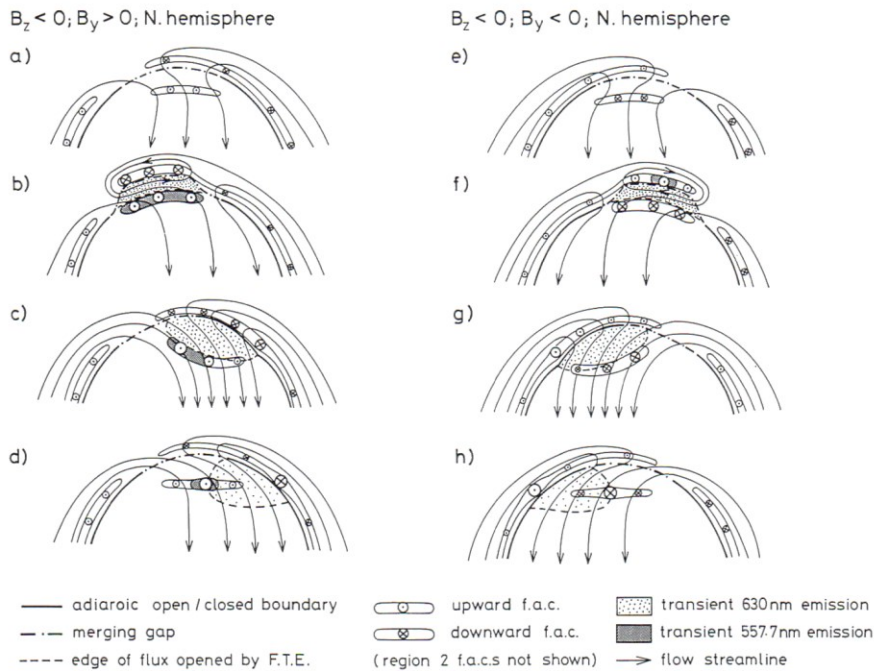 B_z < 0; B_y > 0; N. hemisphere
B_z < 0; B_y < 0; N. hemisphere
a)
e)
b)
f)
c)
g)
d)
h)
adiaroic open/closed boundary
merging gap
edge of flux opened by F.T.E.
upward f.a.c.
downward f.a.c.
(region 2 f.a.c.s not shown)
transient 630nm emission
transient 557.7nm emission
flow streamline